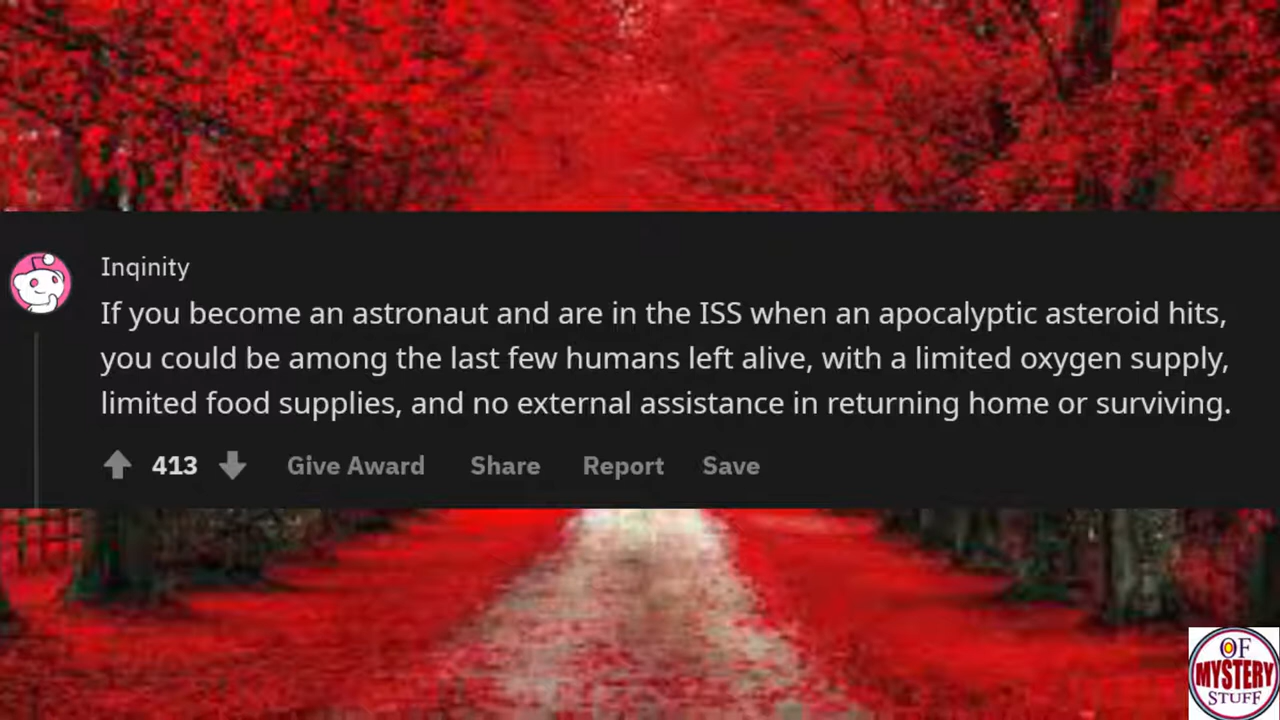 Inqinity
If you become an astronaut and are in the ISS when an apocalyptic asteroid hits,
you could be among the last few humans left alive, with a limited oxygen supply,
limited food supplies, and no external assistance in returning home or surviving.
413 Give Award Share Report Save
OF
MYSTERY
STUFF